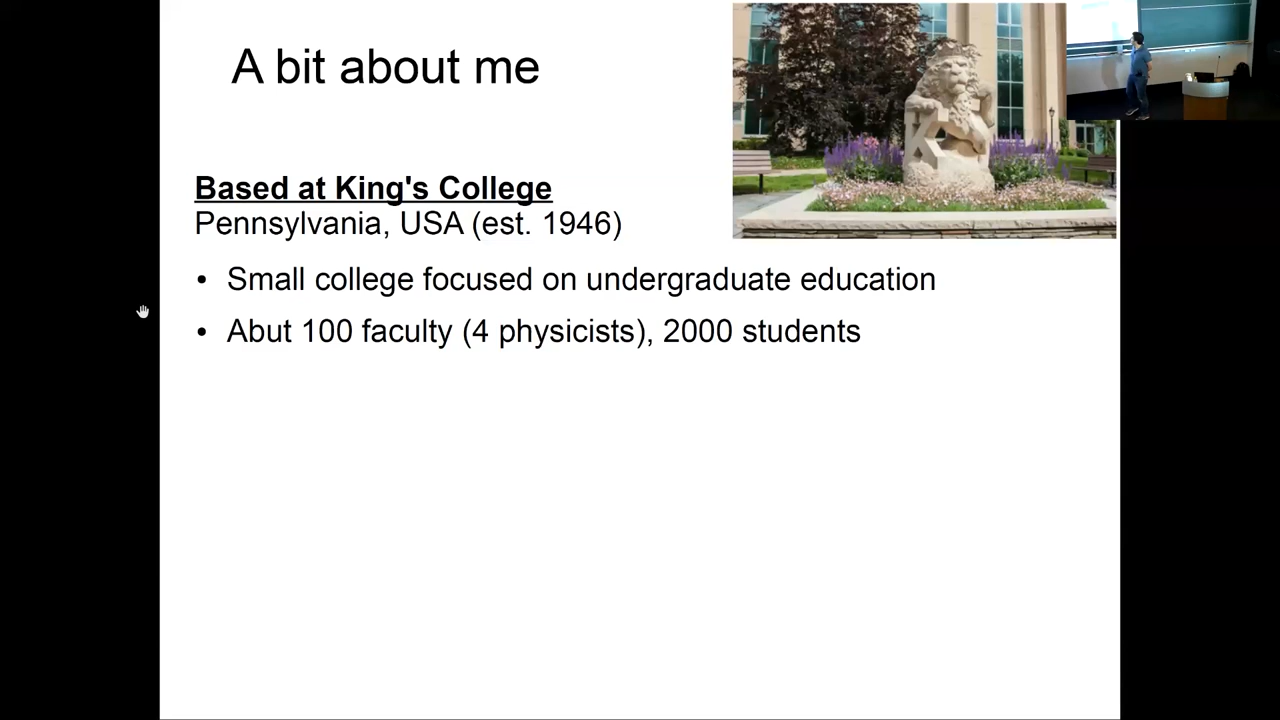 A bit about me
Based at King's College
Pennsylvania, USA (est. 1946)
• Small college focused on undergraduate education
• Abut 100 faculty (4 physicists), 2000 students
K